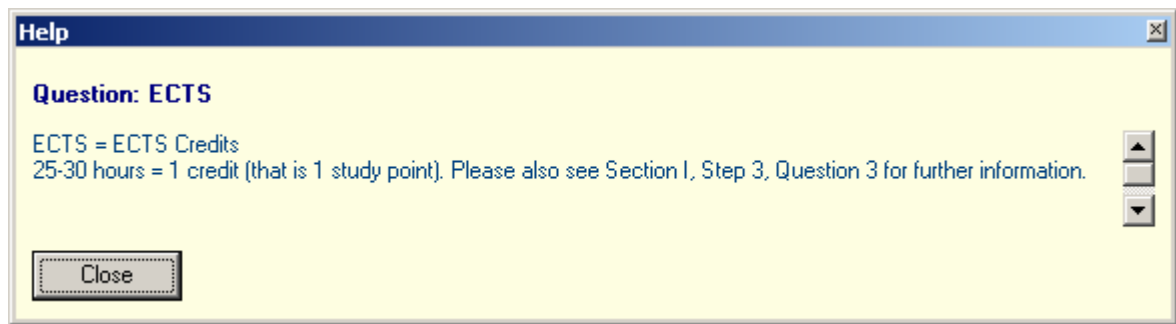 Help
Question: ECTS
ECTS = ECTS Credits
25-30 hours = 1 credit (that is 1 study point). Please also see Section I, Step 3, Question 3 for further information.
Close